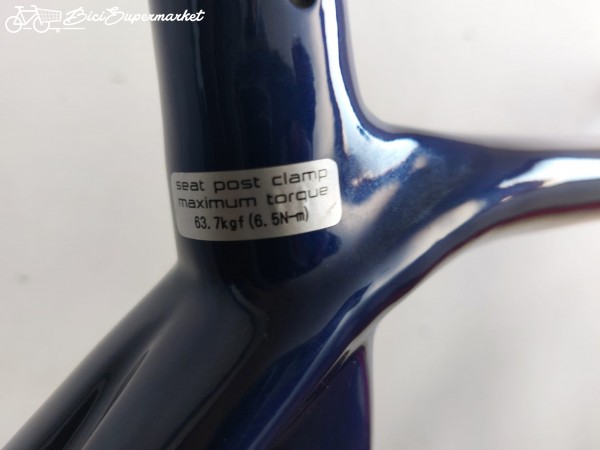 BiciSupermarket
seat post clamp
maximum torque
63.7kgf(6.5N-m)